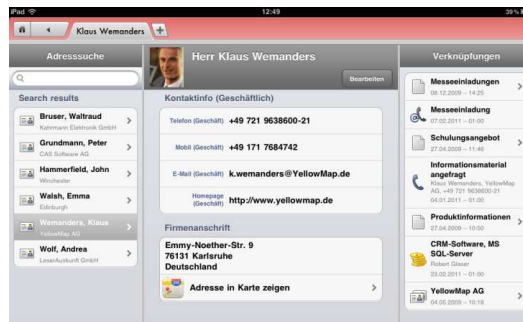 iPad
12:49
39%
Klaus Wemanders
Adresssuche
Search results
Bruser, Waltraud
Kahrmann Elektronik GmbH
Grundmann, Peter
CAS Software AG
Hammerfield, John
Winchester
Walsh, Emma
Edinburgh
Wemanders, Klaus
YellowMap AG
Wolf, Andrea
LeserAuskunft GmbH
Herr Klaus Wemanders
Bearbeiten
Kontaktinfo (Geschäftlich)
Telefon (Geschäft) +49 721 9638600-21
Mobil (Geschäft) +49 171 7684742
E-Mail (Geschäft) k.wemanders@YellowMap.de
Homepage
(Geschäft) http://www.yellowmap.de
Firmenanschrift
Emmy-Noether-Str. 9
76131 Karlsruhe
Deutschland
Adresse in Karte zeigen
Verknüpfungen
Messeeinladungen
08.12.2009 – 14:25
Messeeinladung
07.02.2011 – 01:00
Schulungsangebot
27.04.2009 – 11:46
Informationsmaterial
angefragt
Klaus Wemanders, YellowMap
AG, +49 721 9638600-21
04.01.2011 – 01:00
Produktinformationen
27.04.2009 – 10:50
CRM-Software, MS
SQL-Server
Robert Glaser
23.02.2011 – 01:00
YellowMap AG
04.05.2009 – 10:18